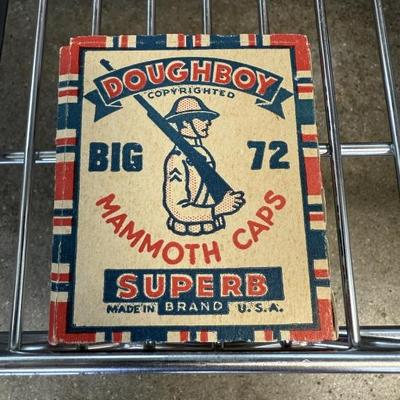 DOUGHBOY
COPYRIGHTED
BIG 72
MAMMOTH CAPS
SUPERB
MADE IN BRAND U.S.A.